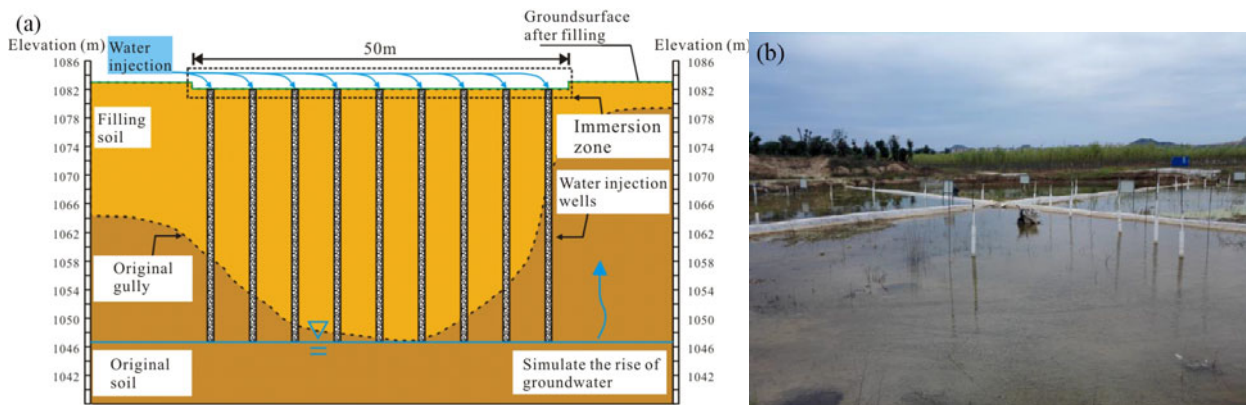 (a)
Elevation (m)
Water
injection
50m
Groundsurface
after filling
Elevation (m)
1086
1082
1078
1074
1070
1066
1062
1058
1054
1050
1046
1042
Filling
soil
Original
gully
Original
soil
Immersion
zone
Water injection
wells
Simulate the rise of
groundwater
1086
1082
1078
1074
1070
1066
1062
1058
1054
1050
1046
1042
(b)